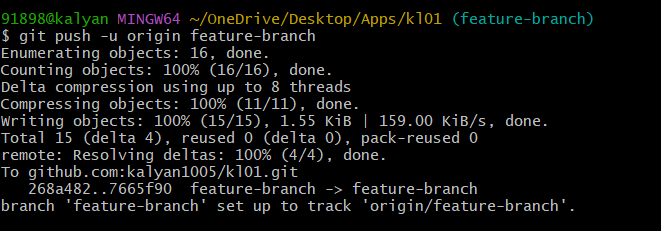 91898@kalyan MINGW64 ~/OneDrive/Desktop/Apps/kl01 (feature-branch)
$ git push -u origin feature-branch
Enumerating objects: 16, done.
Counting objects: 100% (16/16), done.
Delta compression using up to 8 threads
Compressing objects: 100% (11/11), done.
Writing objects: 100% (15/15), 1.55 KiB | 159.00 KiB/s, done.
Total 15 (delta 4), reused 0 (delta 0), pack-reused 0
remote: Resolving deltas: 100% (4/4), done.
To github.com:kalyan1005/kl01.git
   268a482..7665f90  feature-branch -> feature-branch
branch 'feature-branch' set up to track 'origin/feature-branch'.